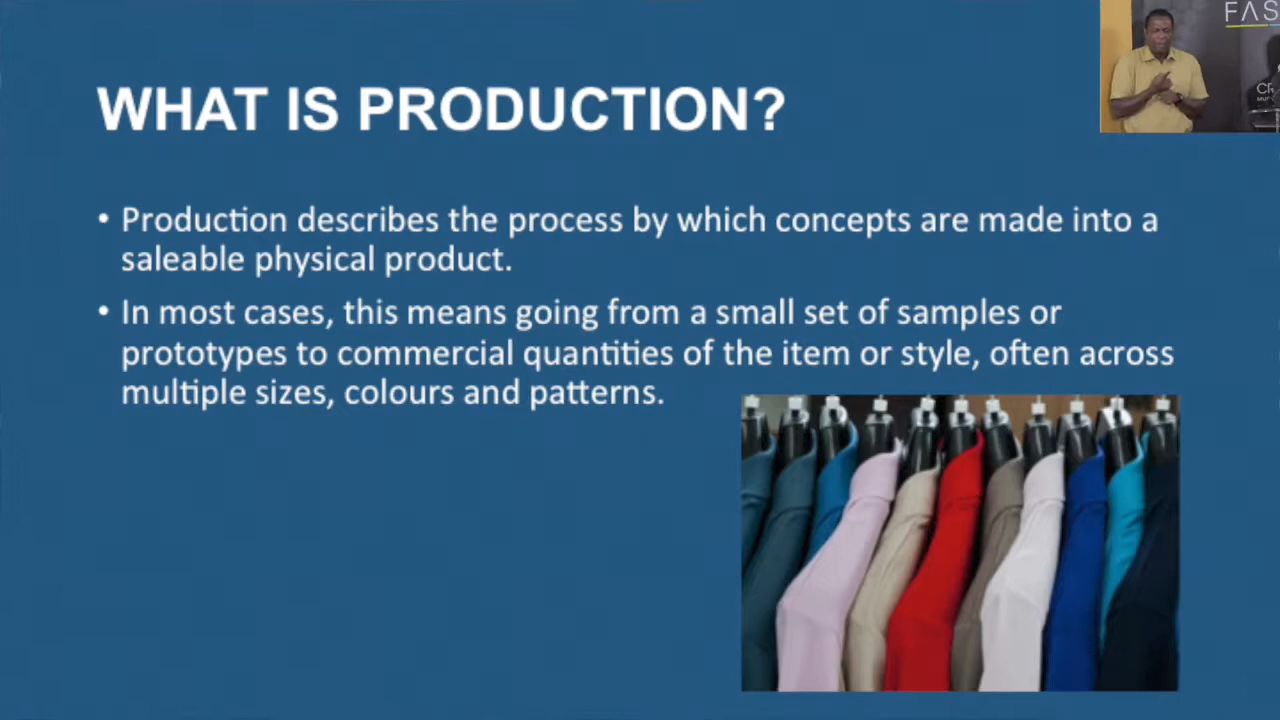 FAS
WHAT IS PRODUCTION?
CR
• Production describes the process by which concepts are made into a
saleable physical product.
• In most cases, this means going from a small set of samples or
prototypes to commercial quantities of the item or style, often across
multiple sizes, colours and patterns.